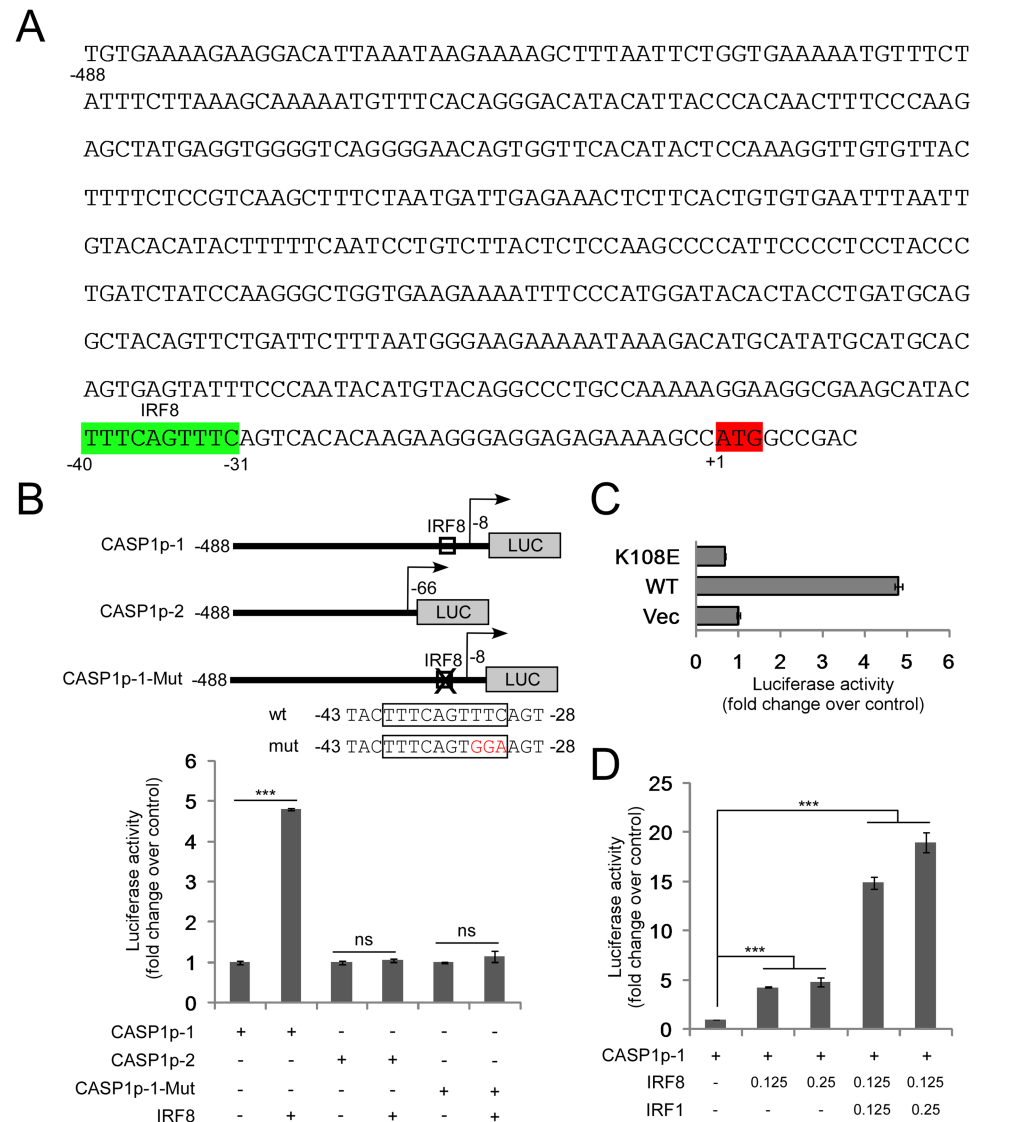 A
TGTGAAAAGAAGGACATTAAATAAGAAAAGCTTTAATTCTGGTGAAAAATGTTTCT
-488
ATTTCTTAAAGCAAAAATGTTTCACAGGGACATACATTACCCACAACTTTCCCAAG
AGCTATGAGGTGGGGTCAGGGGAACAGTGGTTCACATACTCCAAAGGTTGTGTTAC
TTTTCTCCGTCAAGCTTTCTAATGATTGAGAAACTCTTCACTGTGTGAATTTAATT
GTACACATACTTTTTCAATCCTGTCTTACTCTCCAAGCCCCATTCCCCTCCTACCC
TGATCTATCCAAGGGCTGGTGAAGAAAATTTCCCATGGATACACTACCTGATGCAG
GCTACAGTTCTGATTCTTTAATGGGAAGAAAAATAAAGACATGCATATGCATGCAC
AGTGAGTATTTCCCAATACATGTACAGGCCCTGCCAAAAAGGAAGGCGAAGCATAC
IRF8
TTTCAGTTTCAGTCACACAAGAAGGGAGGAGAGAAAAGCCATGGCCGAC
-40 -31 +1
B
CASP1p-1 -488 IRF8 -8 LUC
CASP1p-2 -488 -66 LUC
CASP1p-1-Mut -488 IRF8 -8 LUC
wt -43 TACTTTCAGTTTCAGT -28
mut -43 TACTTTCAGTGGAAGT -28
Luciferase activity
(fold change over control)
6
5
4
3
2
1
0
*** ns ns
CASP1p-1 + + - - - -
CASP1p-2 - - + + - -
CASP1p-1-Mut - - - - + +
IRF8 - + - + - +
C
K108E
WT
Vec
0 1 2 3 4 5 6
Luciferase activity
(fold change over control)
D
Luciferase activity
(fold change over control)
25
20
15
10
5
0
***
***
CASP1p-1 + + + + +
IRF8 - 0.125 0.25 0.125 0.125
IRF1 - - - 0.125 0.25